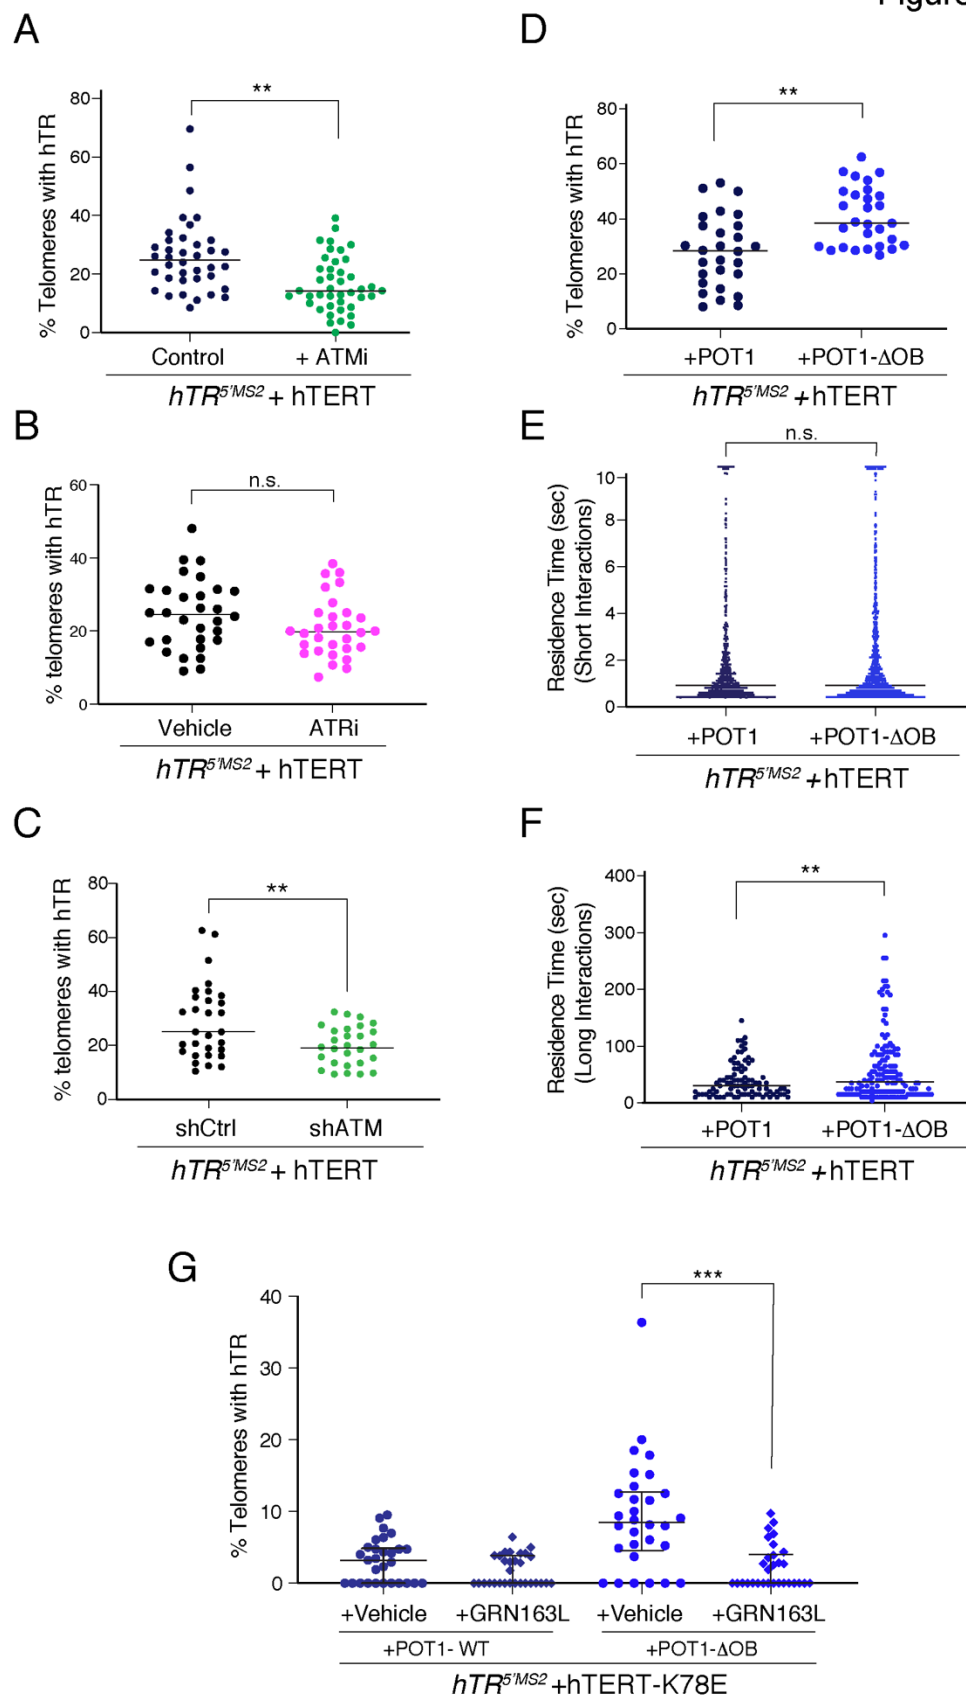 Figure
A
% Telomeres with hTR
80
60
40
20
0
**
Control
+ ATMi
hTR5'MS2 + hTERT
B
% telomeres with hTR
60
40
20
0
n.s.
Vehicle
ATRi
hTR5'MS2 + hTERT
C
% telomeres with hTR
80
60
40
20
0
**
shCtrl
shATM
hTR5'MS2 + hTERT
D
% Telomeres with hTR
80
60
40
20
0
**
+POT1
+POT1-ΔOB
hTR5'MS2 +hTERT
E
Residence Time (sec)
(Short Interactions)
10
8
6
4
2
0
n.s.
+POT1
+POT1-ΔOB
hTR5'MS2 +hTERT
F
Residence Time (sec)
(Long Interactions)
400
300
200
100
0
**
+POT1
+POT1-ΔOB
hTR5'MS2 +hTERT
G
% Telomeres with hTR
40
30
20
10
0
***
+Vehicle
+GRN163L
+Vehicle
+GRN163L
+POT1- WT
+POT1-ΔOB
hTR5'MS2 +hTERT-K78E